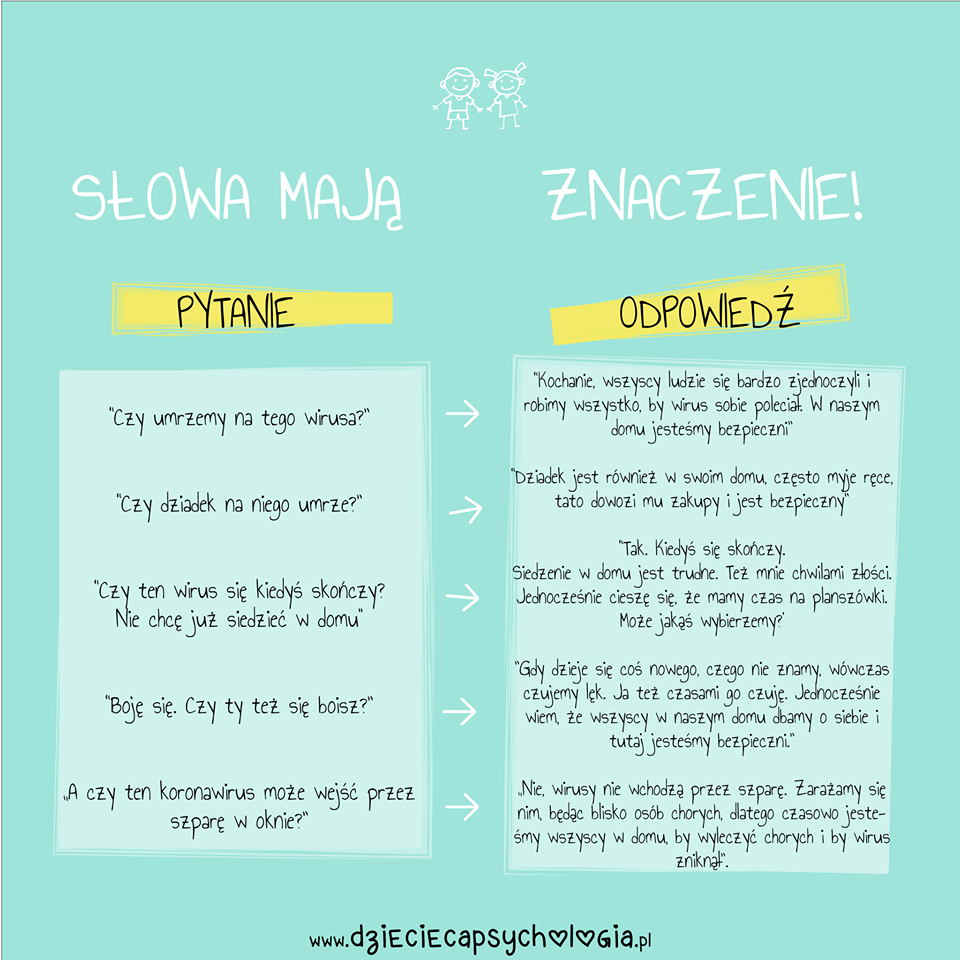 SŁOWA MAJĄ ZNACZENIE!
PYTANIE
ODPOWIEDŹ
"Czy umrzemy na tego wirusa?"
"Kochanie, wszyscy ludzie się bardzo zjednoczyli i
robimy wszystko, by wirus sobie poleciał. W naszym
domu jesteśmy bezpieczni"
"Czy dziadek na niego umrze?"
"Dziadek jest również w swoim domu, często myje ręce,
tato dowozi mu zakupy i jest bezpieczny"
"Czy ten wirus się kiedyś skończy?
Nie chcę już siedzieć w domu"
"Tak. Kiedyś się skończy.
Siedzenie w domu jest trudne. Też mnie chwilami złości.
Jednocześnie cieszę się, że mamy czas na planszówki.
Może jakąś wybierzemy?'
"Boję się. Czy ty też się boisz?"
"Gdy dzieje się coś nowego, czego nie znamy, wówczas
czujemy lęk. Ja też czasami go czuję. Jednocześnie
wiem, że wszyscy w naszym domu dbamy o siebie i
tutaj jesteśmy bezpieczni."
„A czy ten koronawirus może wejść przez
szparę w oknie?"
„Nie, wirusy nie wchodzą przez szparę. Zarażamy się
nim, będąc blisko osób chorych, dlatego czasowo jeste-
śmy wszyscy w domu, by wyleczyć chorych i by wirus
zniknął".
www.dzieciecapsychologia.pl